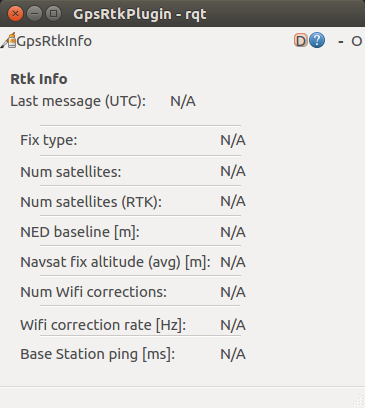 GpsRtkPlugin - rqt
GpsRtkInfo D ? - O
Rtk Info
Last message (UTC): N/A
Fix type: N/A
Num satellites: N/A
Num satellites (RTK): N/A
NED baseline [m]: N/A
Navsat fix altitude (avg) [m]: N/A
Num Wifi corrections: N/A
Wifi correction rate [Hz]: N/A
Base Station ping [ms]: N/A